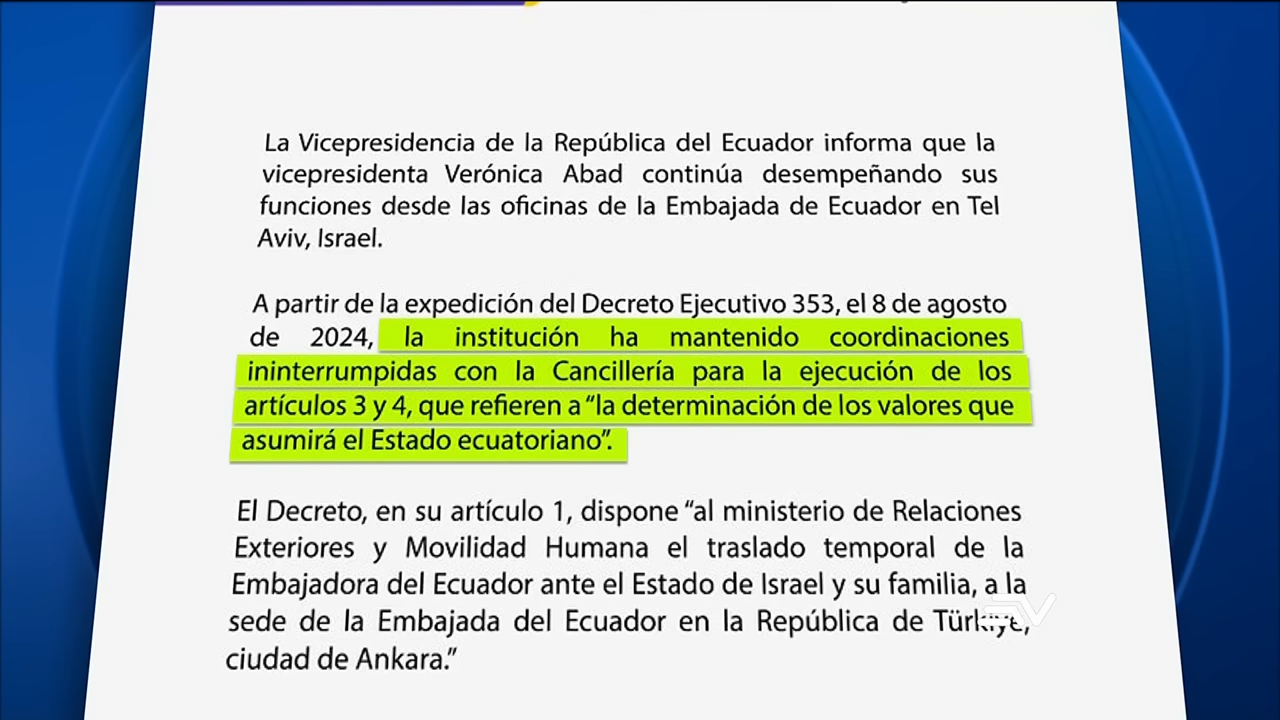 La Vicepresidencia de la República del Ecuador informa que la
vicepresidenta Verónica Abad continúa desempeñando sus
funciones desde las oficinas de la Embajada de Ecuador en Tel
Aviv, Israel.
A partir de la expedición del Decreto Ejecutivo 353, el 8 de agosto
de 2024, la institución ha mantenido coordinaciones
ininterrumpidas con la Cancillería para la ejecución de los
artículos 3 y 4, que refieren a “la determinación de los valores que
asumirá el Estado ecuatoriano”.
El Decreto, en su artículo 1, dispone “al ministerio de Relaciones
Exteriores y Movilidad Humana el traslado temporal de la
Embajadora del Ecuador ante el Estado de Israel y su familia, a la
sede de la Embajada del Ecuador en la República de Türkiye,
ciudad de Ankara.”